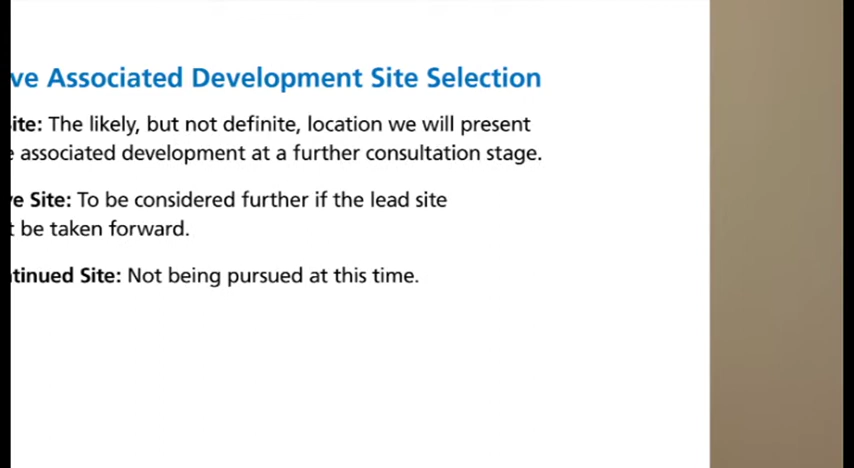 ve Associated Development Site Selection
ite: The likely, but not definite, location we will present
associated development at a further consultation stage.
e Site: To be considered further if the lead site
t be taken forward.
tinued Site: Not being pursued at this time.